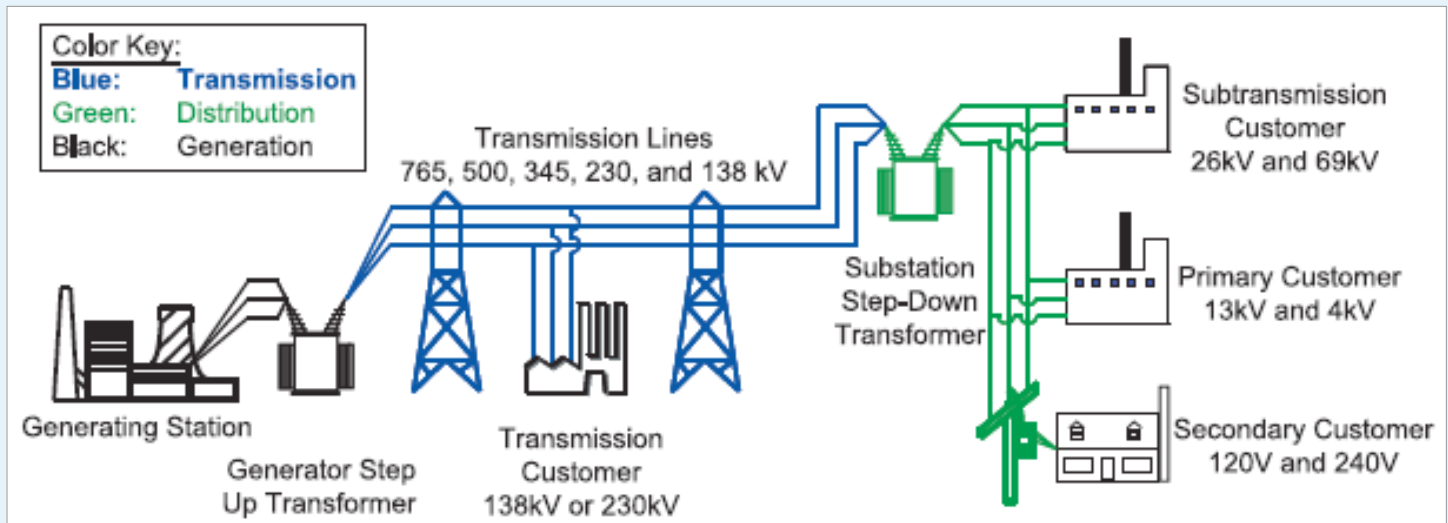 Color Key:
Blue: Transmission
Green: Distribution
Black: Generation
Transmission Lines
765, 500, 345, 230, and 138 kV
Subtransmission
Customer
26kV and 69kV
Substation
Step-Down
Transformer
Primary Customer
13kV and 4kV
Generating Station
Generator Step
Up Transformer
Transmission
Customer
138kV or 230kV
Secondary Customer
120V and 240V